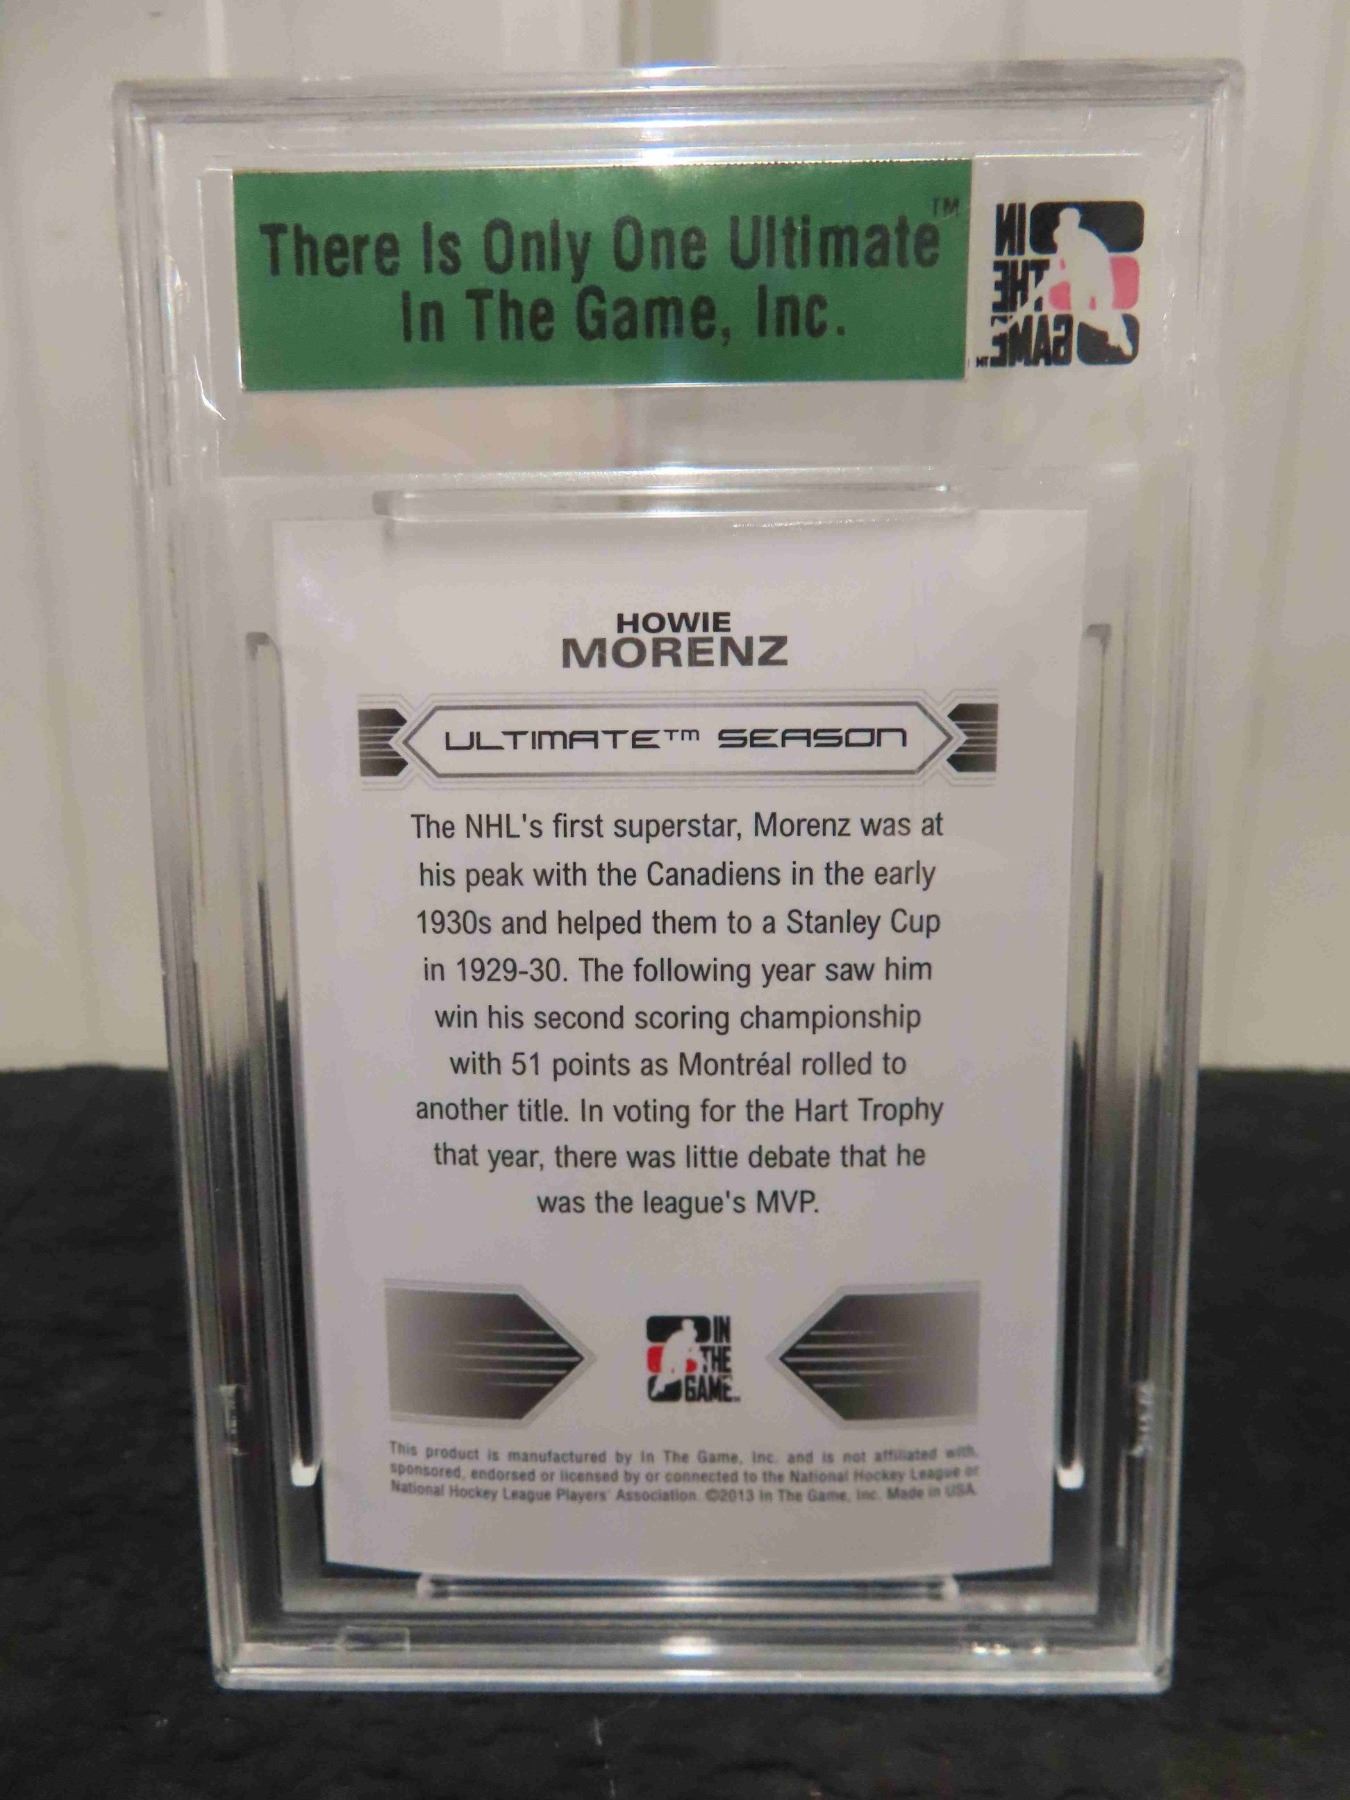 There Is Only One Ultimate™
In The Game, Inc.
IN
THE
GAME™
HOWIE
MORENZ
ULTIMATE™ SEASON
The NHL's first superstar, Morenz was at
his peak with the Canadiens in the early
1930s and helped them to a Stanley Cup
in 1929-30. The following year saw him
win his second scoring championship
with 51 points as Montréal rolled to
another title. In voting for the Hart Trophy
that year, there was little debate that he
was the league's MVP.
IN
THE
GAME™
This product is manufactured by In The Game, Inc. and is not affiliated with,
sponsored, endorsed or licensed by or connected to the National Hockey League or
National Hockey League Players' Association. ©2013 In The Game, Inc. Made in USA.